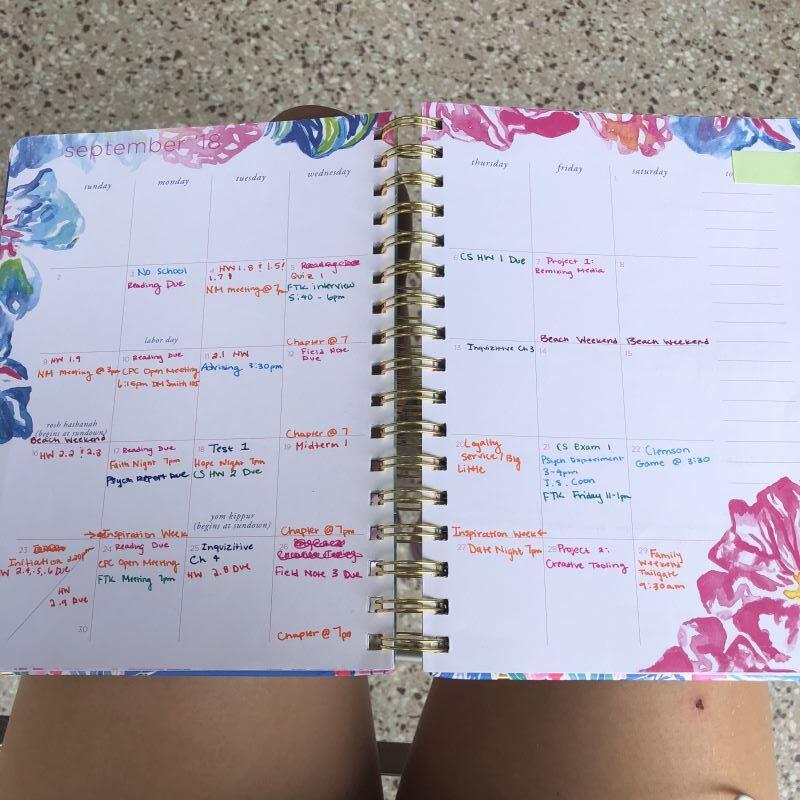 september '18
sunday
monday
tuesday
wednesday
thursday
friday
saturday
2
3 No School
Reading Due
labor day
4 HW 1.8 ! 1.5!
1.7!
NM meeting @ 7pm
5
Quiz 1
FTK interview
5:40 - 6pm
Chapter @ 7
6 CS HW 1 Due
7 Project 1:
Remixing Media
Beach Weekend
8
Beach Weekend
9 HW 1.9
NM Meeting @ 3pm
rosh hashanah
(begins at sundown)
Beach Weekend
10 Reading Due
CPC Open Meeting
6:15pm DM Smith 105
11 2.1 HW
Advising 3:30pm
12 Field Note
Due
Chapter @ 7
13 Inquizitive Ch 3
14
15
16 HW 2.2 ! 2.3
17 Reading Due
Faith Night 7pm
Psych Report Due
→Inspiration Week
18 Test 1
Hope Night 7pm
CS HW 2 Due
yom kippur
(begins at sundown)
19 Midterm 1
Chapter @ 7pm
20 Loyalty
Service / Big
Little
Inspiration Week←
21 CS Exam 1
Psych Experiment
3-4pm
J.S. Coon
FTK Friday 11-1pm
22 Clemson
Game @ 3:30
23
Initiation
HW 2.4,.5,.6 Due
HW
2.9 Due
30
24 Reading Due
CPC Open Meeting
FTK Meeting 7pm
25 Inquizitive
Ch 4
HW 2.8 Due
26
Creative Tooling
Field Note 3 Due
Chapter @ 7pm
27 Date Night 7pm
28 Project 2:
Creative Tooling
29 Family
Weekend
Tailgate
9:30am